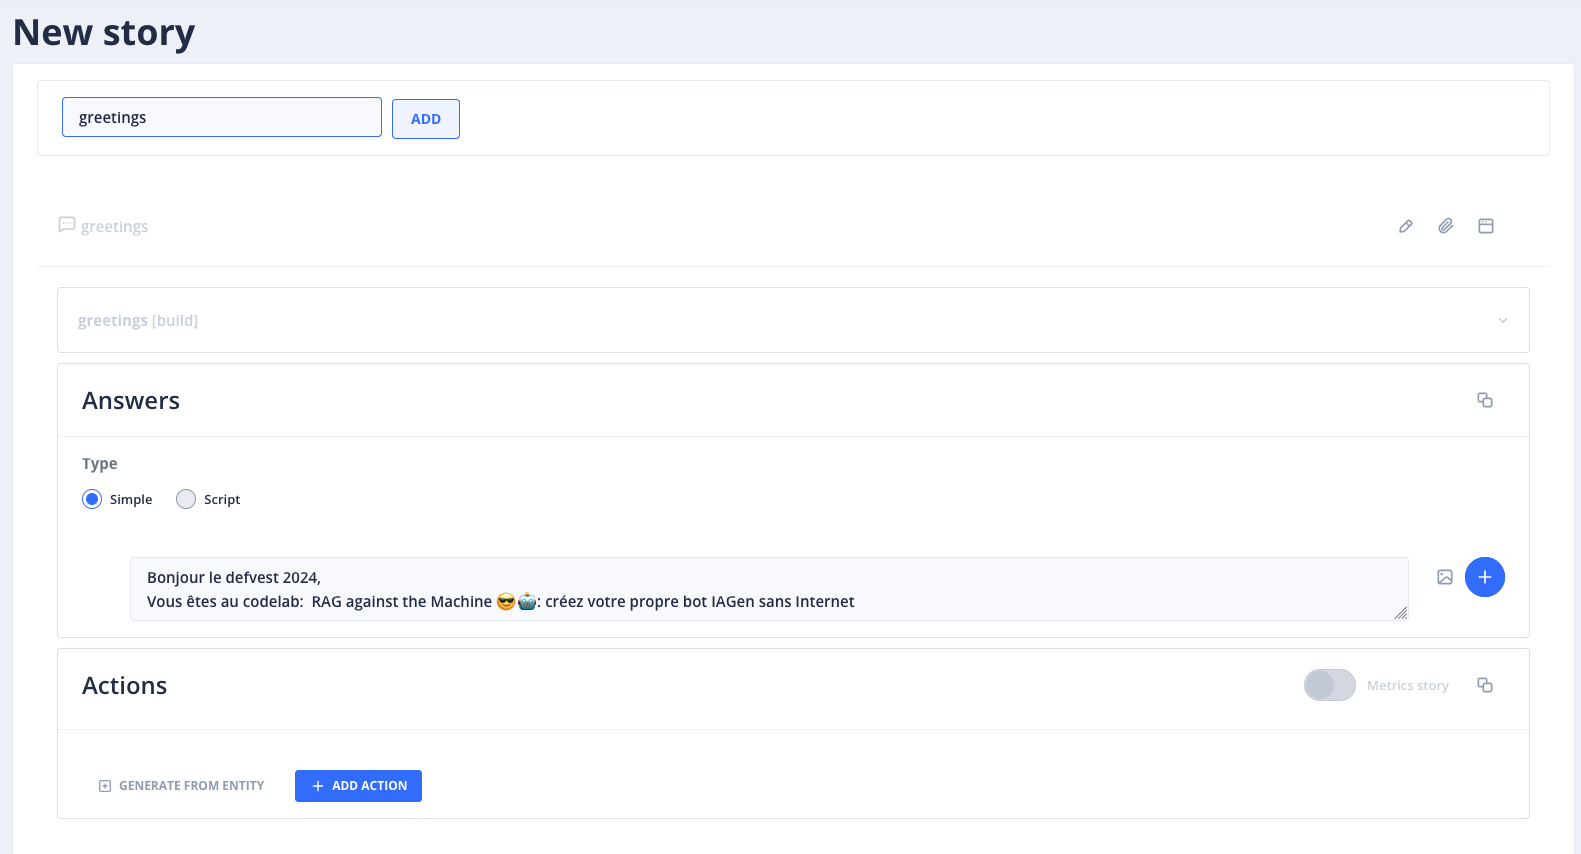 New story
greetings
ADD
greetings
greetings [build]
Answers
Type
Simple
Script
Bonjour le defvest 2024,
Vous êtes au codelab:  RAG against the Machine 😎🤖: créez votre propre bot IAGen sans Internet
Actions
Metrics story
GENERATE FROM ENTITY
ADD ACTION